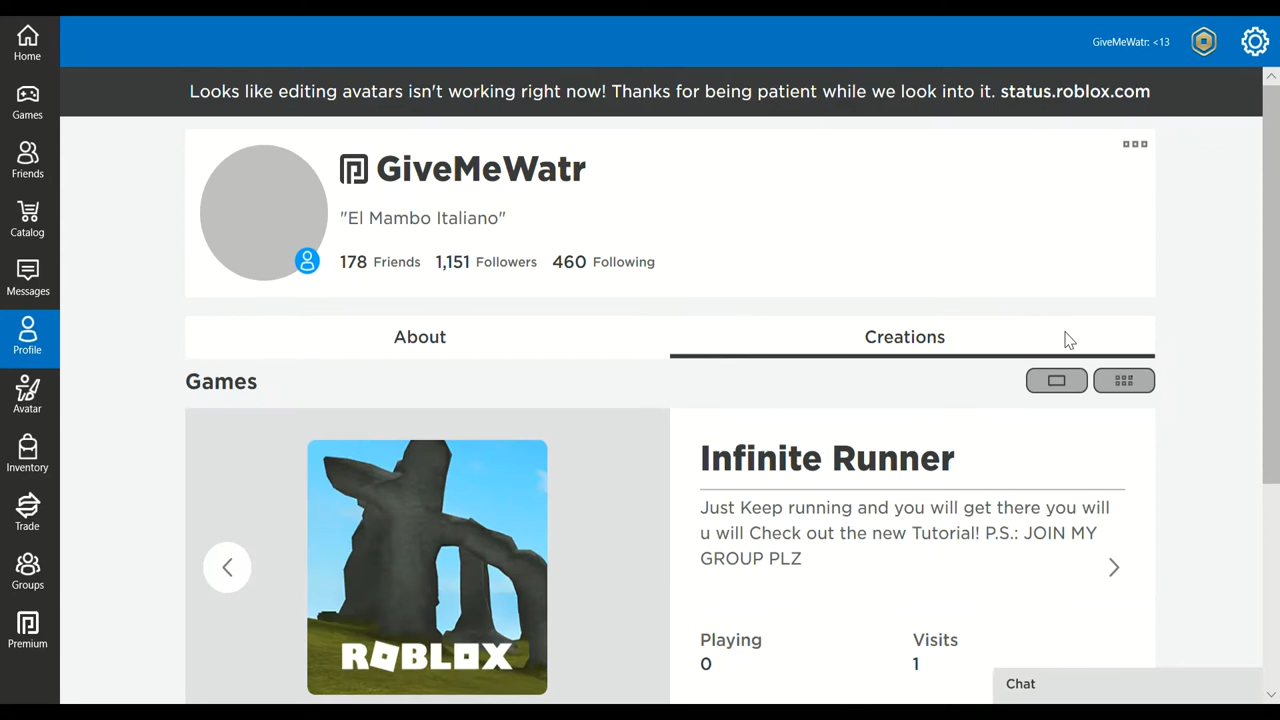 GiveMeWatr: <13
Home
Games
Friends
Catalog
Messages
Profile
Avatar
Inventory
Trade
Groups
Premium
Looks like editing avatars isn't working right now! Thanks for being patient while we look into it. status.roblox.com
GiveMeWatr
"El Mambo Italiano"
178 Friends 1,151 Followers 460 Following
About
Creations
Games
ROBLOX
Infinite Runner
Just Keep running and you will get there you will
u will Check out the new Tutorial! P.S.: JOIN MY
GROUP PLZ
Playing
0
Visits
1
Chat